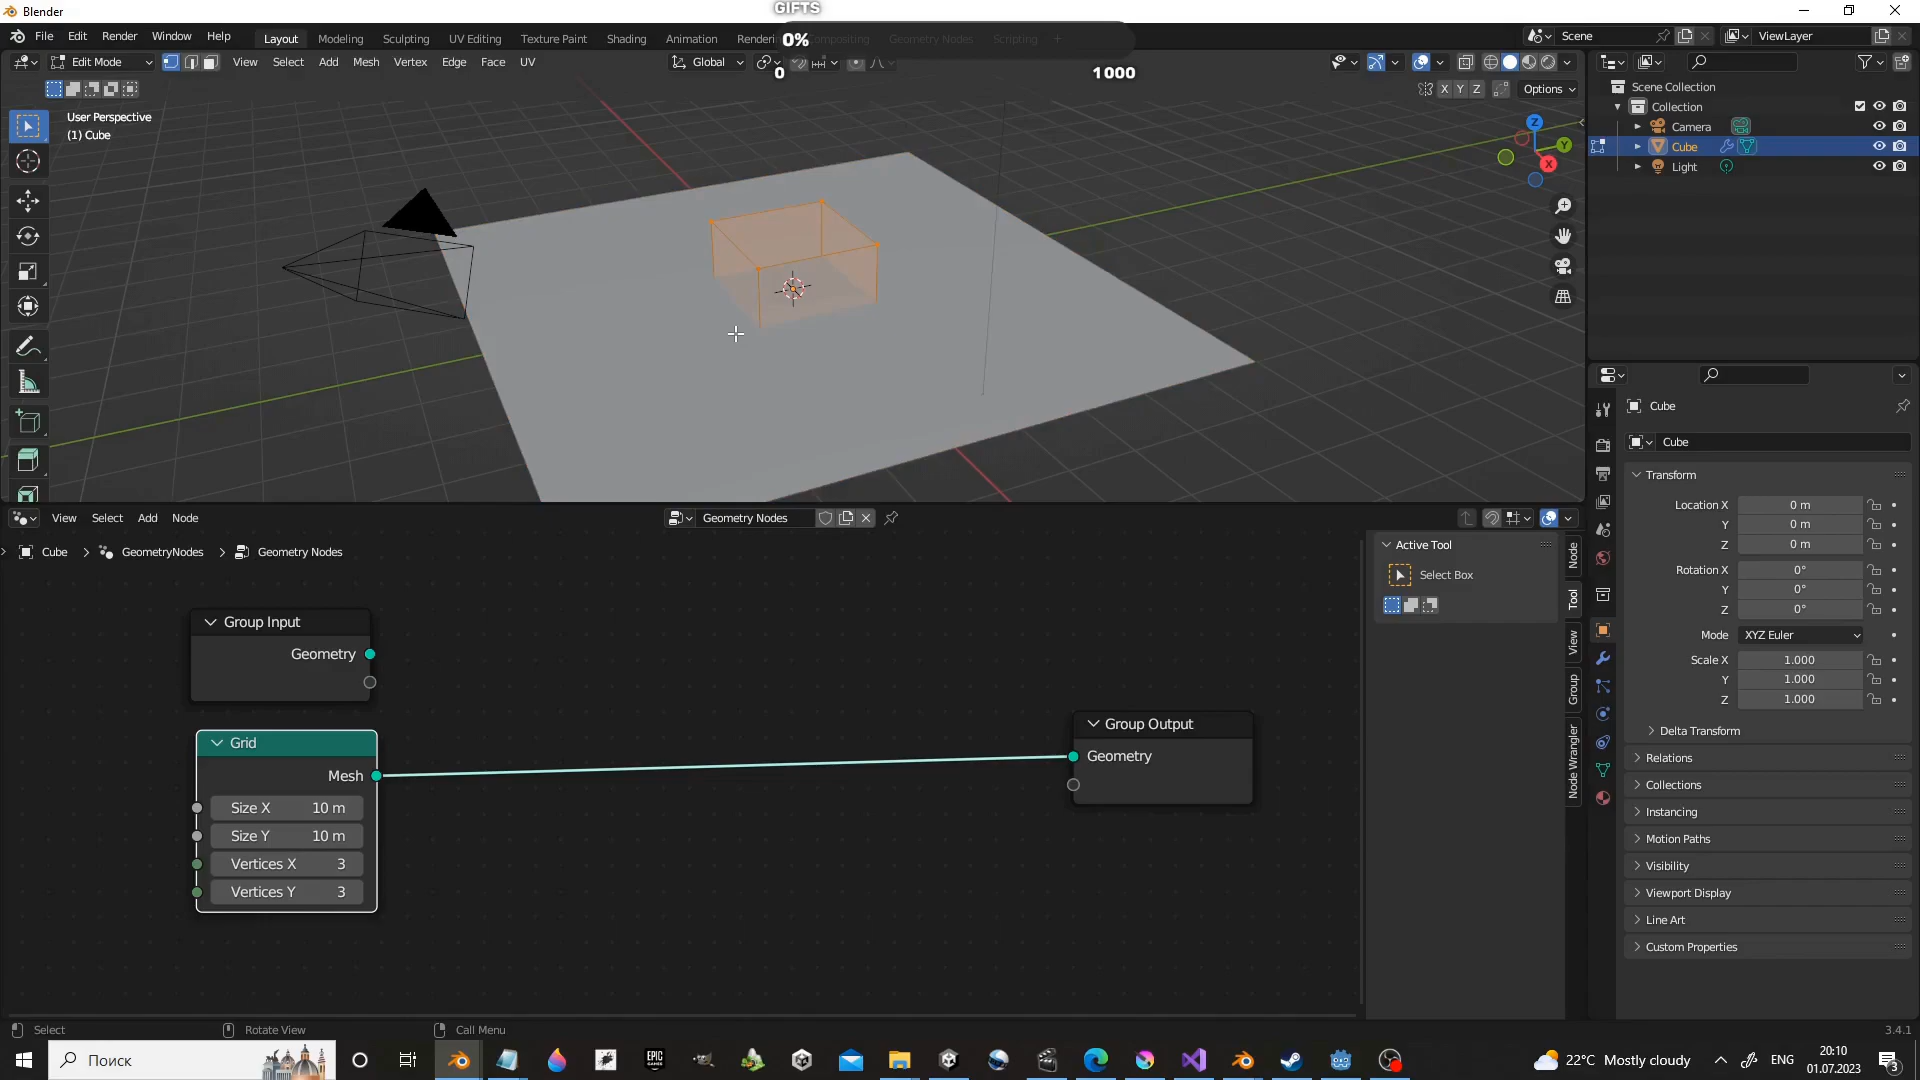 Blender
GIFTS
File Edit Render Window Help
Layout Modeling Sculpting UV Editing Texture Paint Shading Animation Renderi Compositing Geometry Nodes Scripting +
0%
Scene ViewLayer
Edit Mode View Select Add Mesh Vertex Edge Face UV
Global
0 1000
X Y Z Options
User Perspective
(1) Cube
Z
Y
X
Scene Collection
Collection
Camera
Cube
Light
Cube
Cube
Transform
Location X 0 m
Y 0 m
Z 0 m
Rotation X 0°
Y 0°
Z 0°
Mode XYZ Euler
Scale X 1.000
Y 1.000
Z 1.000
Delta Transform
Relations
Collections
Instancing
Motion Paths
Visibility
Viewport Display
Line Art
Custom Properties
View Select Add Node
Geometry Nodes
Cube GeometryNodes Geometry Nodes
Group Input
Geometry
Grid
Mesh
Size X 10 m
Size Y 10 m
Vertices X 3
Vertices Y 3
Group Output
Geometry
Active Tool
Select Box
Node
Tool
View
Group
Node Wrangler
Select Rotate View Call Menu 3.4.1
Поиск
EPIC GAMES
22°C Mostly cloudy ENG
20:10
01.07.2023
3